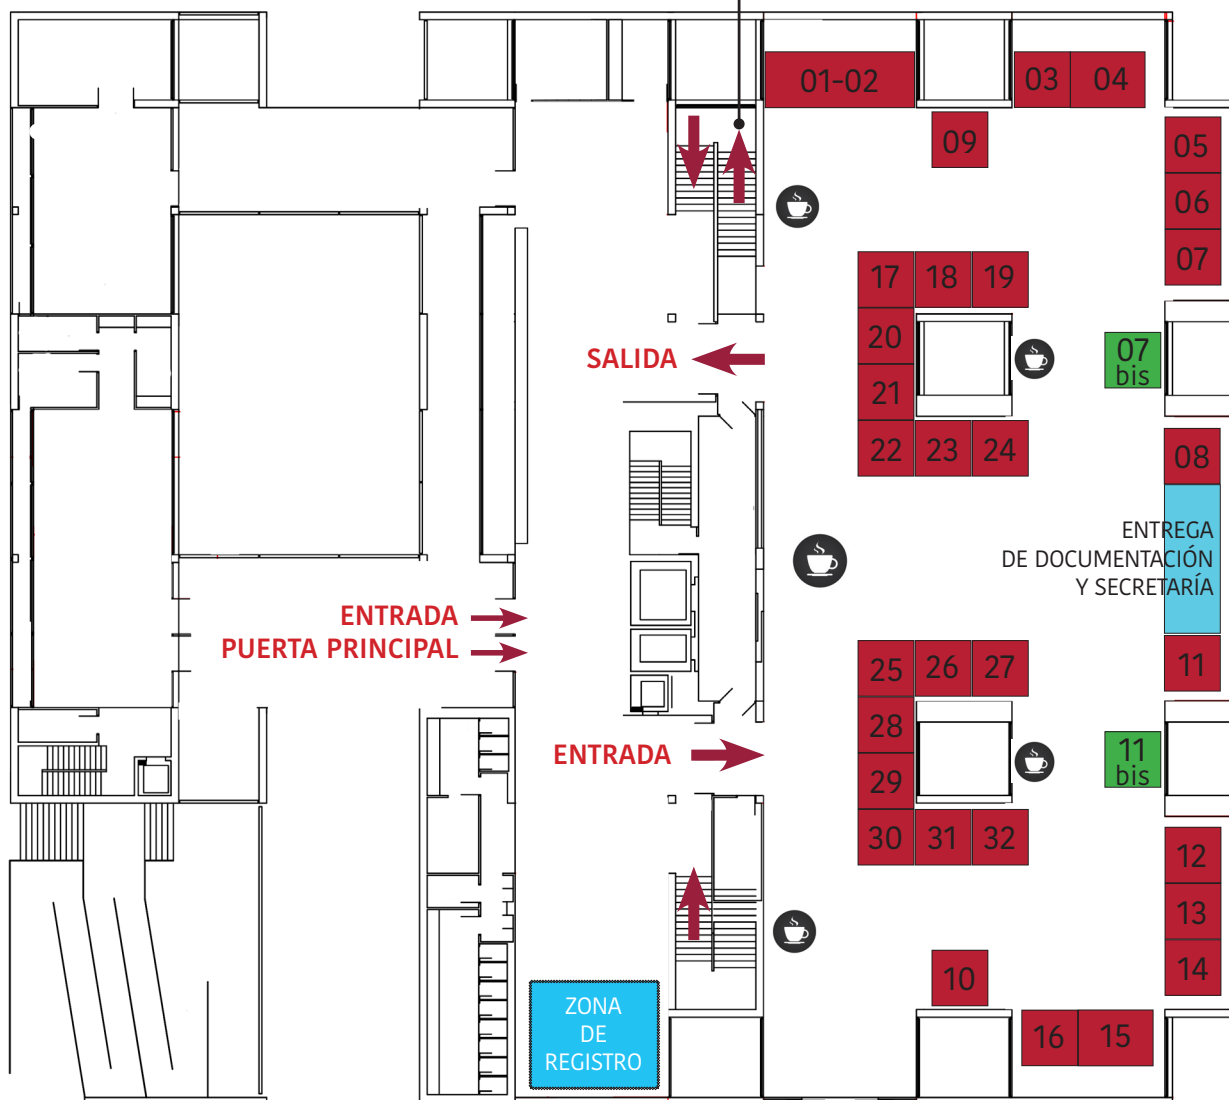 01-02
03
04
09
05
06
07
17
18
19
20
21
22
23
24
SALIDA
07
bis
08
ENTREGA
DE DOCUMENTACIÓN
Y SECRETARÍA
ENTRADA
PUERTA PRINCIPAL
25
26
27
28
29
30
31
32
11
ENTRADA
11
bis
12
13
14
10
16
15
ZONA
DE
REGISTRO